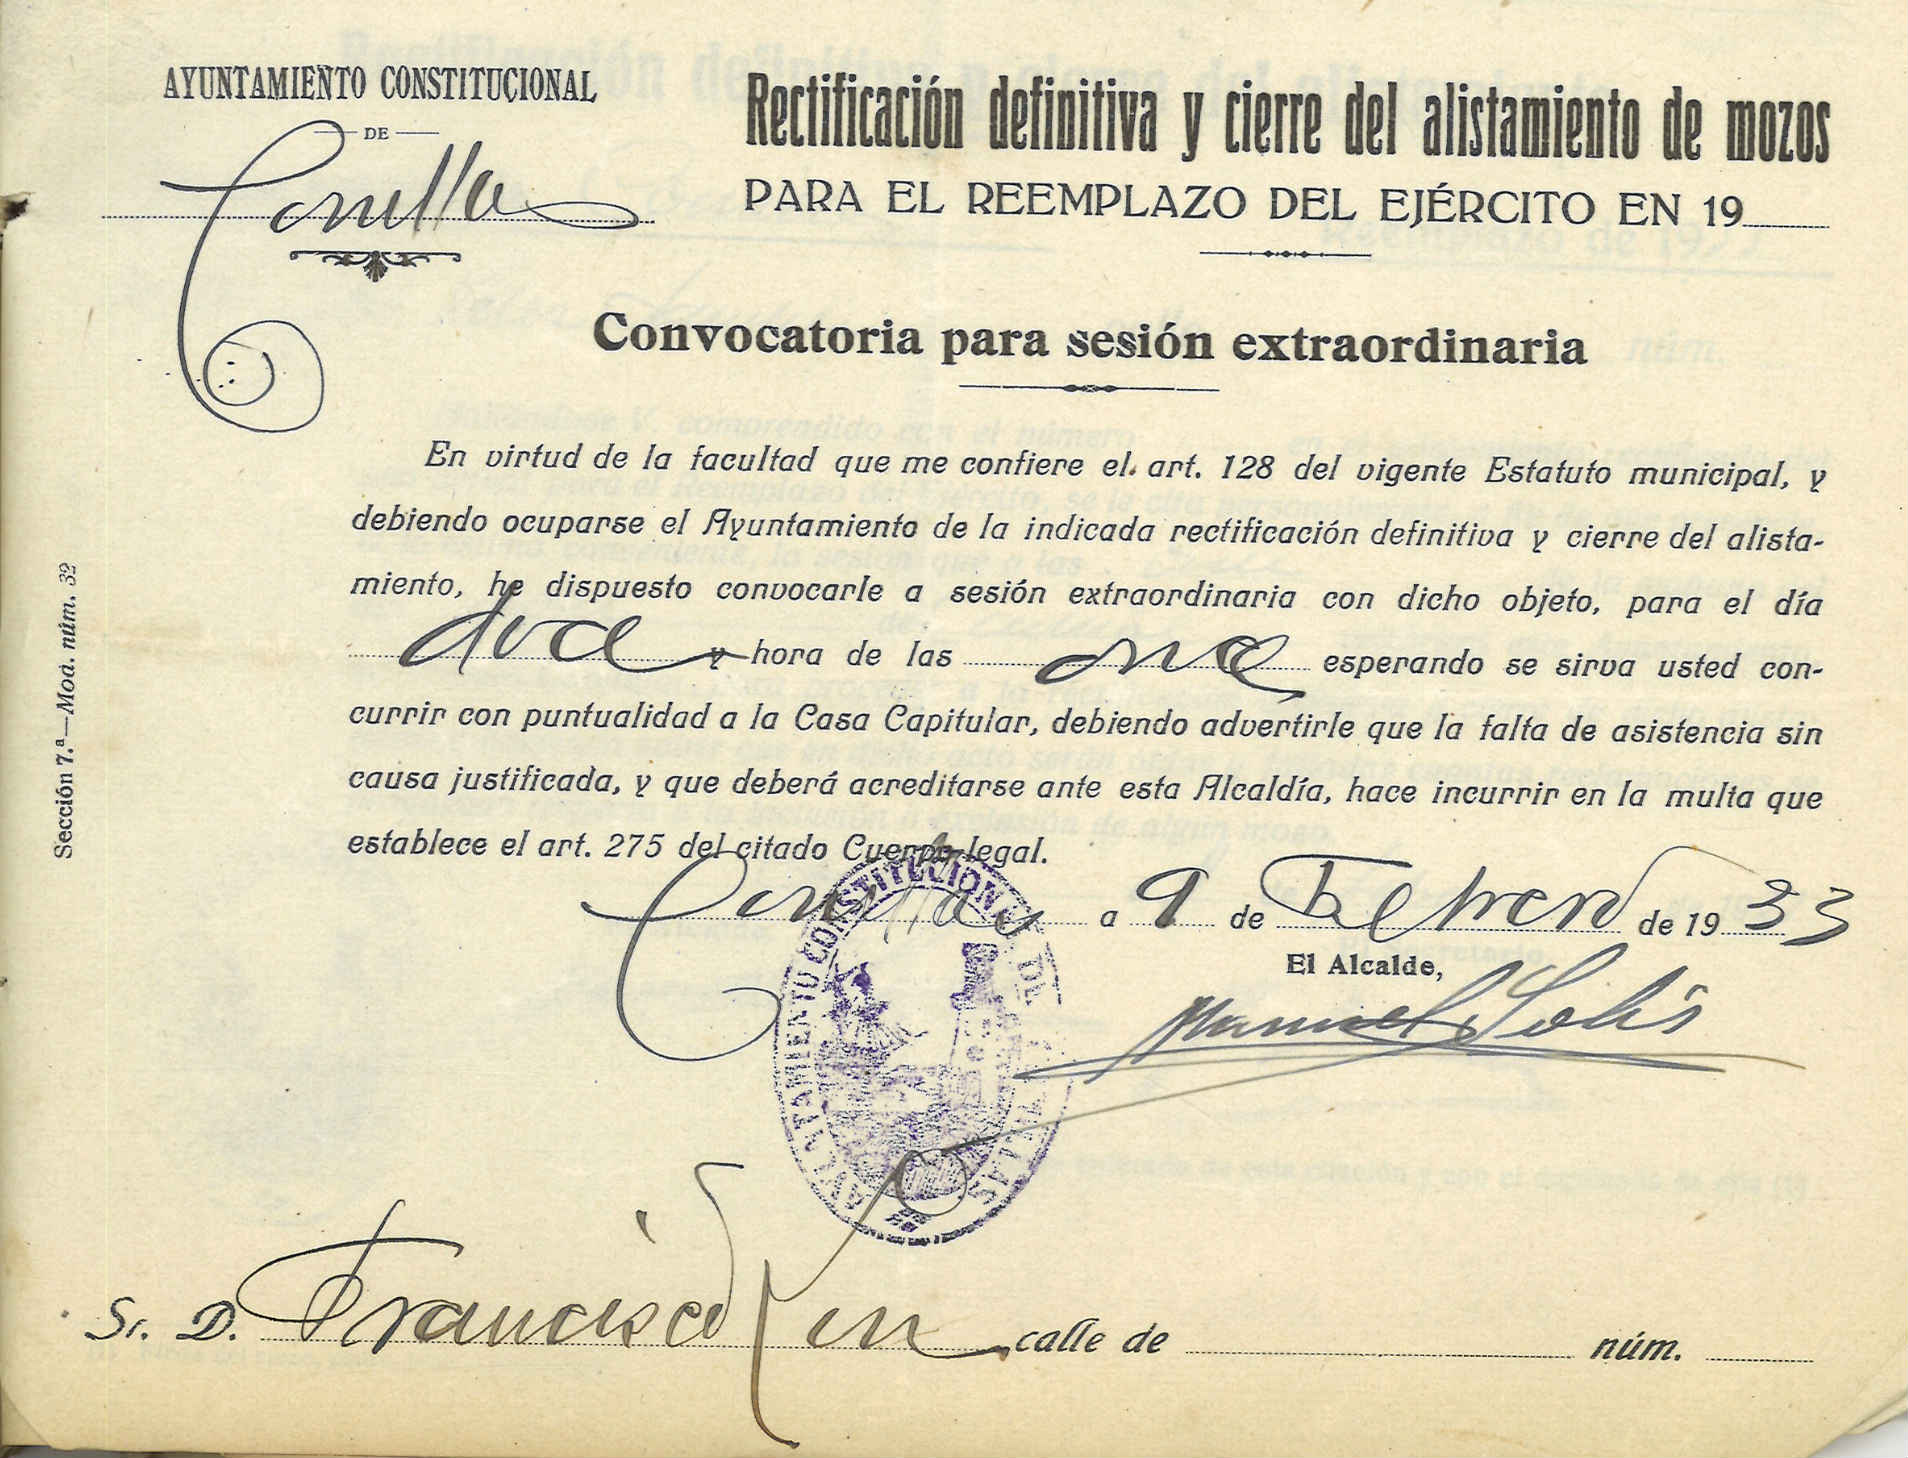 AYUNTAMIENTO CONSTITUCIONAL
DE
Rectificación definitiva y cierre del alistamiento de mozos
PARA EL REEMPLAZO DEL EJÉRCITO EN 19
Convocatoria para sesión extraordinaria
En virtud de la facultad que me confiere el art. 128 del vigente Estatuto municipal, y
debiendo ocuparse el Ayuntamiento de la indicada rectificación definitiva y cierre del alista-
miento, he dispuesto convocarle a sesión extraordinaria con dicho objeto, para el día
doce y hora de las once esperando se sirva usted con-
currir con puntualidad a la Casa Capitular, debiendo advertirle que la falta de asistencia sin
causa justificada, y que deberá acreditarse ante esta Alcaldía, hace incurrir en la multa que
establece el art. 275 del citado Cuerpo legal.
a 9 de Febrero de 1933
El Alcalde,
Manuel Solís
AYUNTAMIENTO CONSTITUCIONAL DE
Sr. D. Francisco calle de núm.
Sección 7.ª—Mod. núm. 32